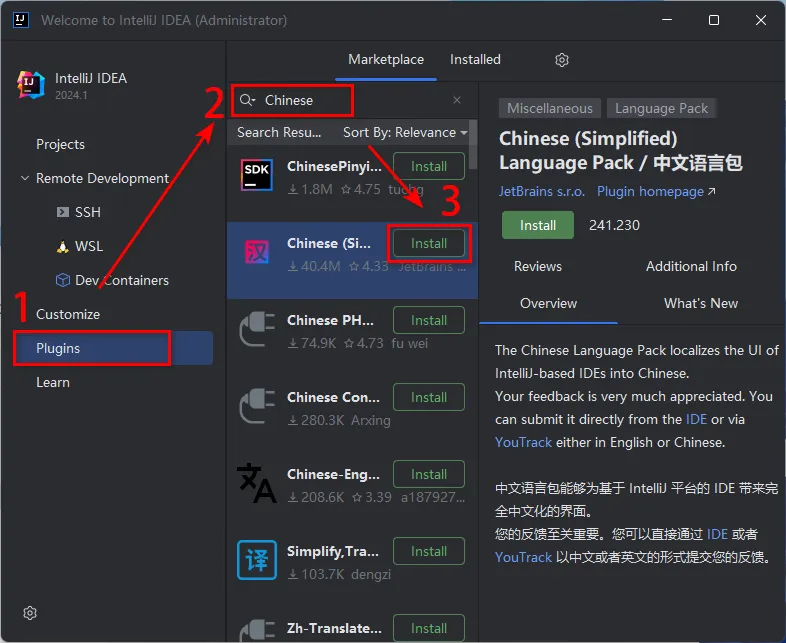 Welcome to IntelliJ IDEA (Administrator)
IntelliJ IDEA
2024.1
Projects
Remote Development
SSH
WSL
Dev Containers
Customize
Plugins
Learn
1
2
3
Marketplace
Installed
Chinese
Search Resu...
Sort By: Relevance
SDK
ChinesePinyi...
Install
1.8M
4.75
汉
Chinese (Si...
Install
40.4M
4.33
JetBrains ...
Chinese PH...
Install
74.9K
4.73
fu wei
Chinese Con...
Install
280.3K
Arxing
文A
Chinese-Eng...
Install
208.6K
3.39
a187927...
译
Simplify,Tra...
Install
103.7K
dengzi
Zh-Translate...
Install
Miscellaneous
Language Pack
Chinese (Simplified)
Language Pack / 中文语言包
JetBrains s.r.o.
Plugin homepage
Install
241.230
Reviews
Additional Info
Overview
What's New
The Chinese Language Pack localizes the UI of
IntelliJ-based IDEs into Chinese.
Your feedback is very much appreciated. You
can submit it directly from the IDE or via
YouTrack either in English or Chinese.
中文语言包能够为基于 IntelliJ 平台的 IDE 带来完
全中文化的界面。
您的反馈至关重要。您可以直接通过 IDE 或者
YouTrack 以中文或者英文的形式提交您的反馈。